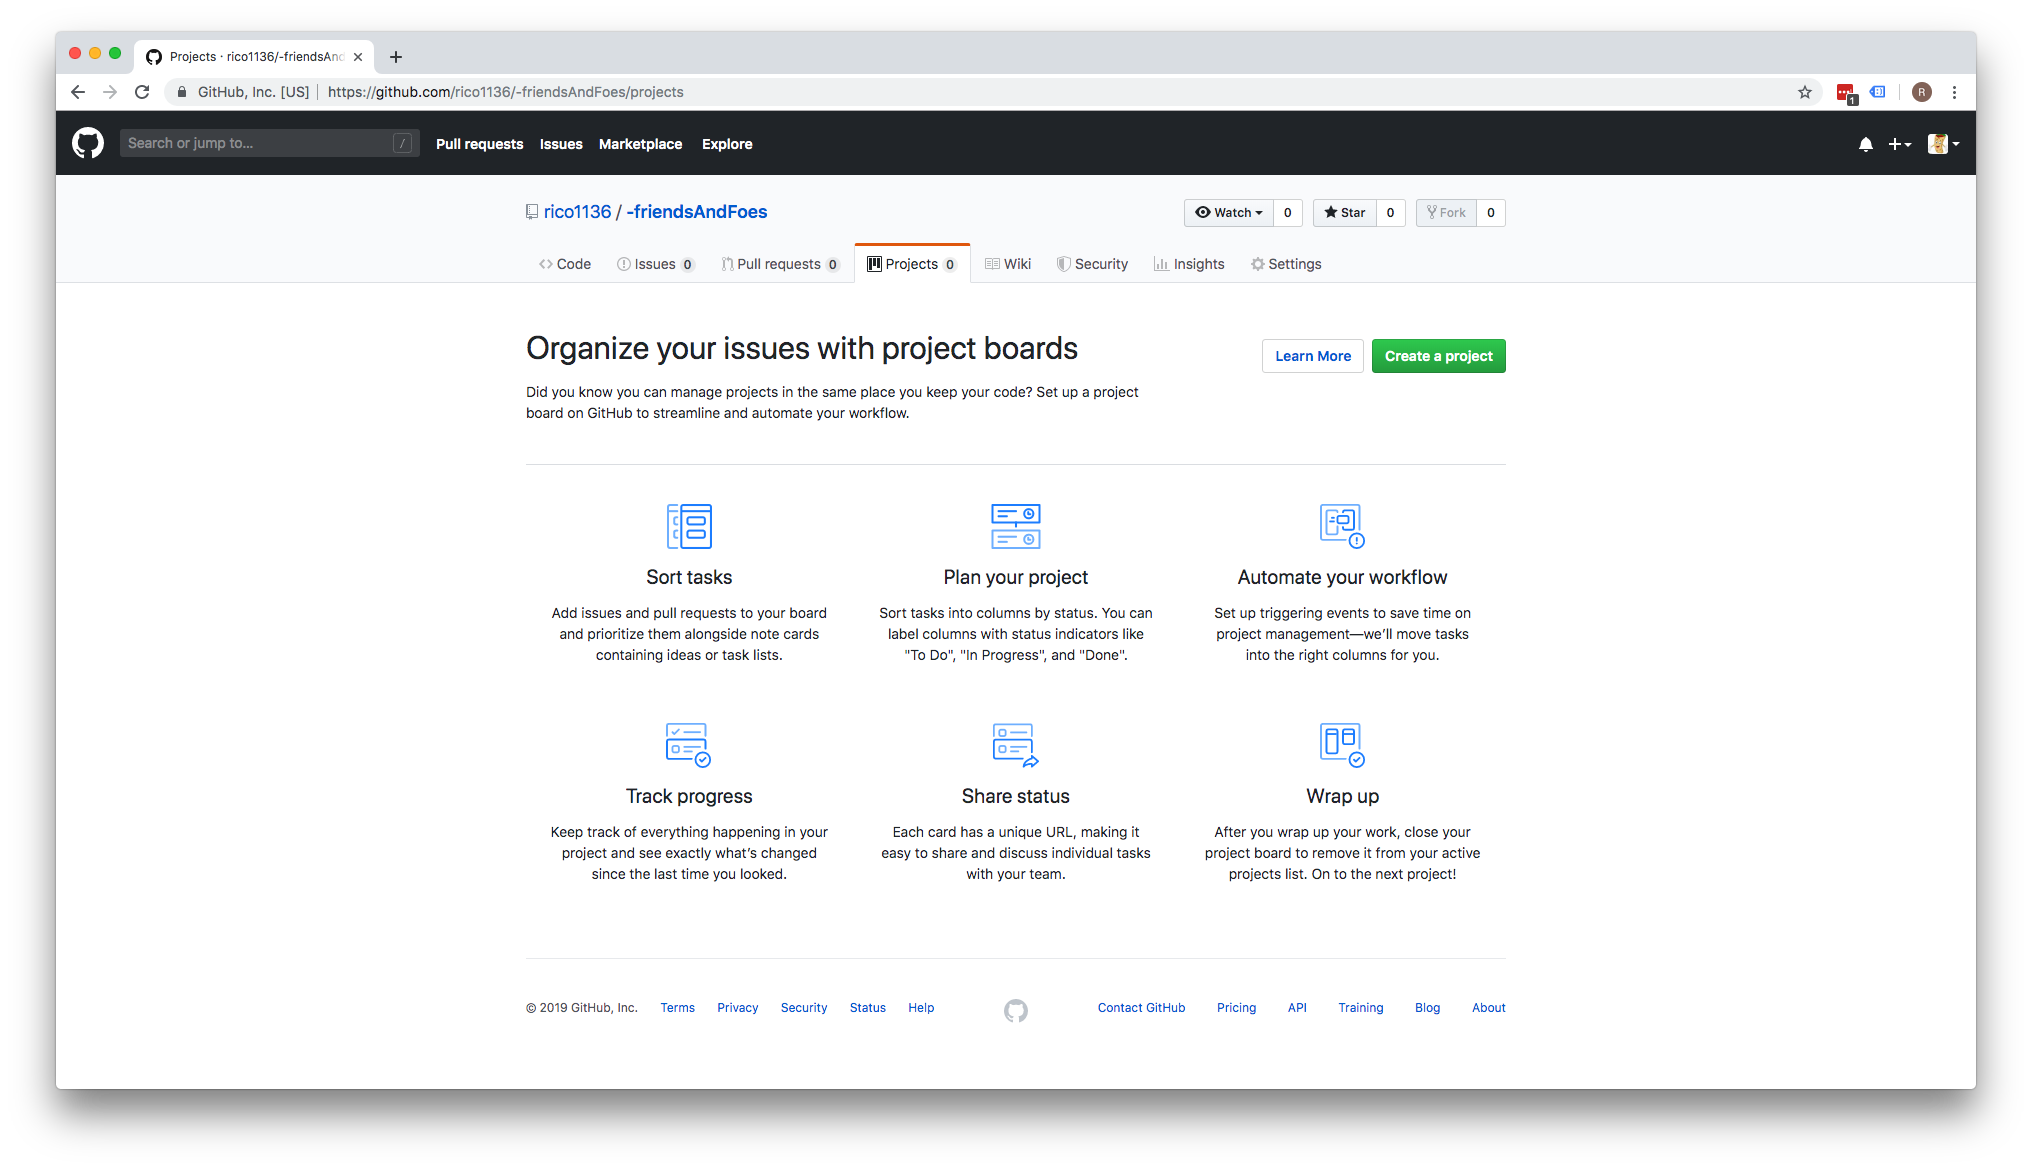 Projects · rico1136/-friendsAnd
GitHub, Inc. [US] https://github.com/rico1136/-friendsAndFoes/projects
1
R
Search or jump to... /
Pull requests Issues Marketplace Explore
rico1136 / -friendsAndFoes
Watch 0 Star 0 Fork 0
Code Issues 0 Pull requests 0 Projects 0 Wiki Security Insights Settings
Organize your issues with project boards
Learn More Create a project
Did you know you can manage projects in the same place you keep your code? Set up a project
board on GitHub to streamline and automate your workflow.
Sort tasks
Add issues and pull requests to your board
and prioritize them alongside note cards
containing ideas or task lists.
Plan your project
Sort tasks into columns by status. You can
label columns with status indicators like
"To Do", "In Progress", and "Done".
Automate your workflow
Set up triggering events to save time on
project management—we’ll move tasks
into the right columns for you.
Track progress
Keep track of everything happening in your
project and see exactly what’s changed
since the last time you looked.
Share status
Each card has a unique URL, making it
easy to share and discuss individual tasks
with your team.
Wrap up
After you wrap up your work, close your
project board to remove it from your active
projects list. On to the next project!
© 2019 GitHub, Inc. Terms Privacy Security Status Help Contact GitHub Pricing API Training Blog About